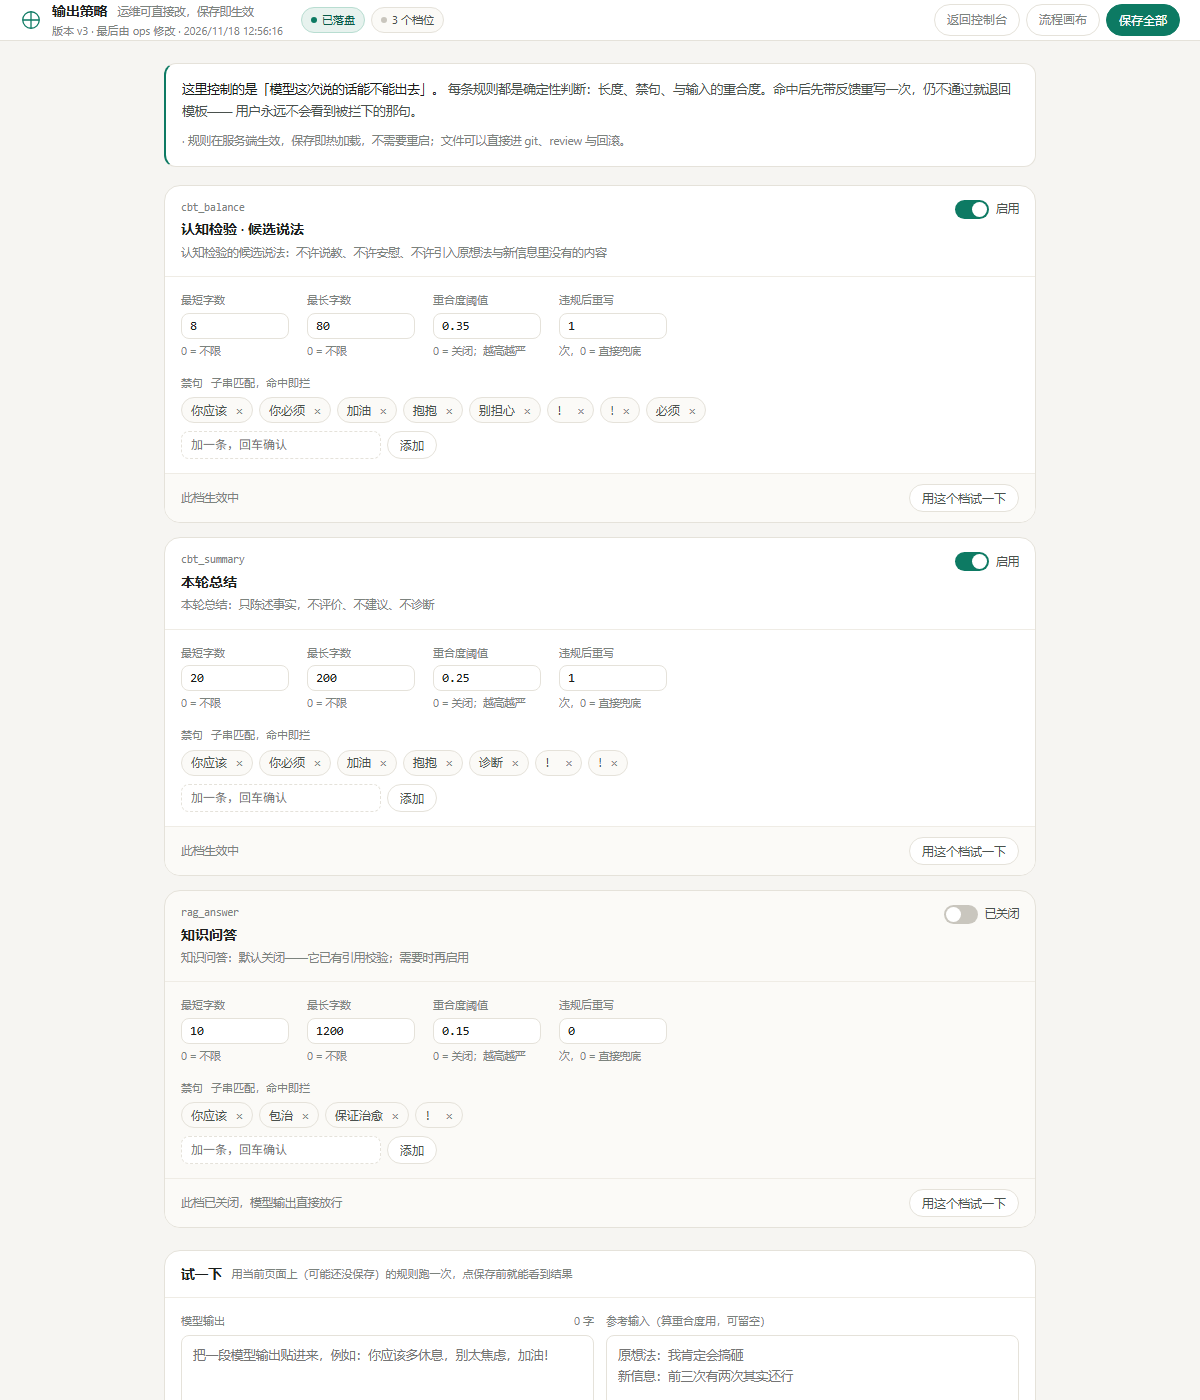 输出策略 运维可直接改，保存即生效
版本 v3 · 最后由 ops 修改 · 2026/11/18 12:56:16
已落盘
3 个档位
返回控制台
流程画布
保存全部
这里控制的是「模型这次说的话能不能出去」。 每条规则都是确定性判断：长度、禁句、与输入的重合度。命中后先带反馈重写一次，仍不通过就退回
模板—— 用户永远不会看到被拦下的那句。
· 规则在服务端生效，保存即热加载，不需要重启；文件可以直接进 git、review 与回滚。
cbt_balance
启用
认知检验 · 候选说法
认知检验的候选说法：不许说教、不许安慰、不许引入原想法与新信息里没有的内容
最短字数 最长字数 重合度阈值 违规后重写
8 80 0.35 1
0 = 不限 0 = 不限 0 = 关闭；越高越严 次，0 = 直接兜底
禁句 子串匹配，命中即拦
你应该 × 你必须 × 加油 × 抱抱 × 别担心 × ！ × ! × 必须 ×
加一条，回车确认 添加
此档生效中 用这个档试一下
cbt_summary
启用
本轮总结
本轮总结：只陈述事实，不评价、不建议、不诊断
最短字数 最长字数 重合度阈值 违规后重写
20 200 0.25 1
0 = 不限 0 = 不限 0 = 关闭；越高越严 次，0 = 直接兜底
禁句 子串匹配，命中即拦
你应该 × 你必须 × 加油 × 抱抱 × 诊断 × ！ × ! ×
加一条，回车确认 添加
此档生效中 用这个档试一下
rag_answer
已关闭
知识问答
知识问答：默认关闭——它已有引用校验；需要时再启用
最短字数 最长字数 重合度阈值 违规后重写
10 1200 0.15 0
0 = 不限 0 = 不限 0 = 关闭；越高越严 次，0 = 直接兜底
禁句 子串匹配，命中即拦
你应该 × 包治 × 保证治愈 × ！ ×
加一条，回车确认 添加
此档已关闭，模型输出直接放行 用这个档试一下
试一下 用当前页面上（可能还没保存）的规则跑一次，点保存前就能看到结果
模型输出 0 字 参考输入（算重合度用，可留空）
把一段模型输出贴进来，例如：你应该多休息，别太焦虑，加油！
原想法：我肯定会搞砸
新信息：前三次有两次其实还行